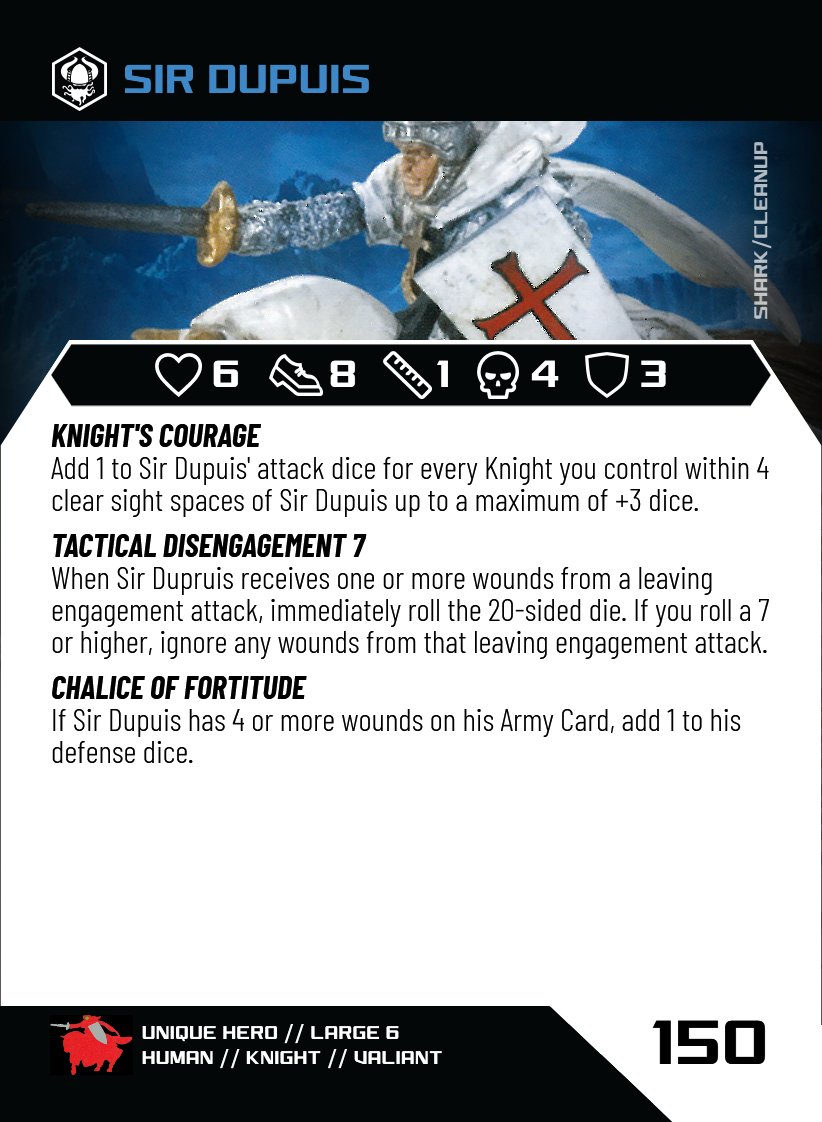 SIR DUPUIS
SHARK/CLEANUP
6 8 1 4 3
KNIGHT'S COURAGE
Add 1 to Sir Dupuis' attack dice for every Knight you control within 4
clear sight spaces of Sir Dupuis up to a maximum of +3 dice.
TACTICAL DISENGAGEMENT 7
When Sir Dupruis receives one or more wounds from a leaving
engagement attack, immediately roll the 20-sided die. If you roll a 7
or higher, ignore any wounds from that leaving engagement attack.
CHALICE OF FORTITUDE
If Sir Dupuis has 4 or more wounds on his Army Card, add 1 to his
defense dice.
UNIQUE HERO // LARGE 6
HUMAN // KNIGHT // VALIANT
150